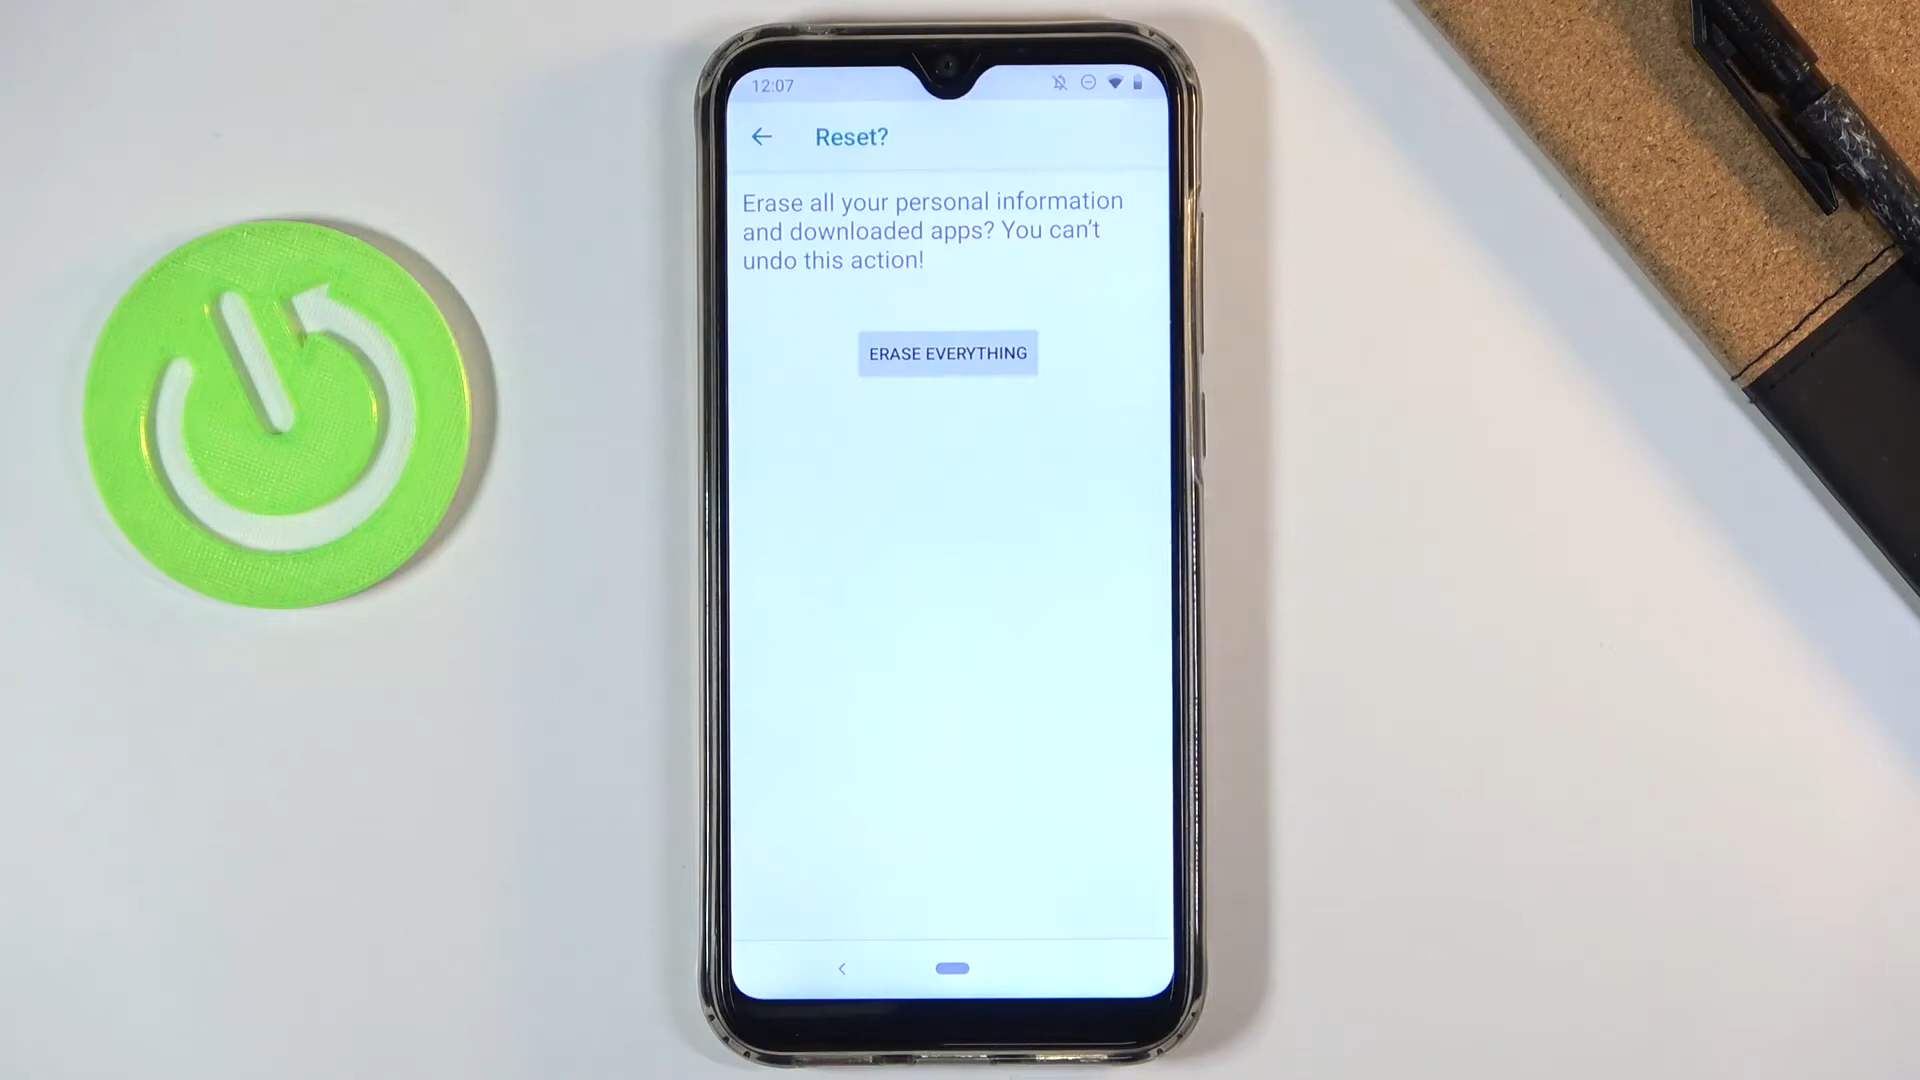 12:07
Reset?
Erase all your personal information
and downloaded apps? You can’t
undo this action!
ERASE EVERYTHING